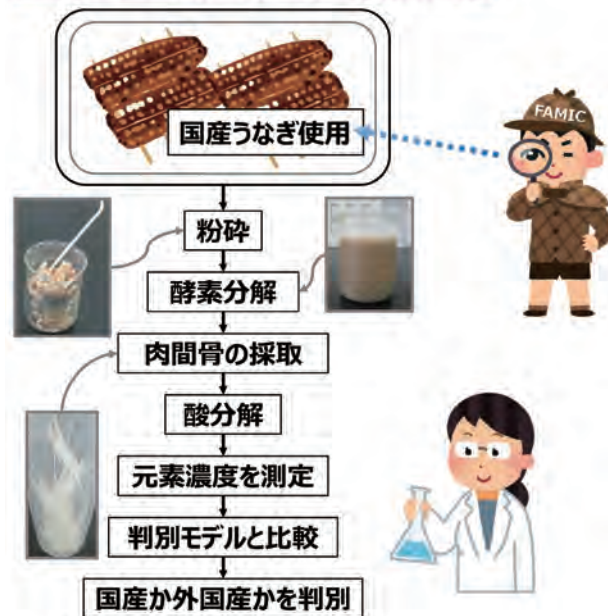 国産うなぎ使用
FAMIC
粉砕
酵素分解
肉間骨の採取
酸分解
元素濃度を測定
判別モデルと比較
国産か外国産かを判別